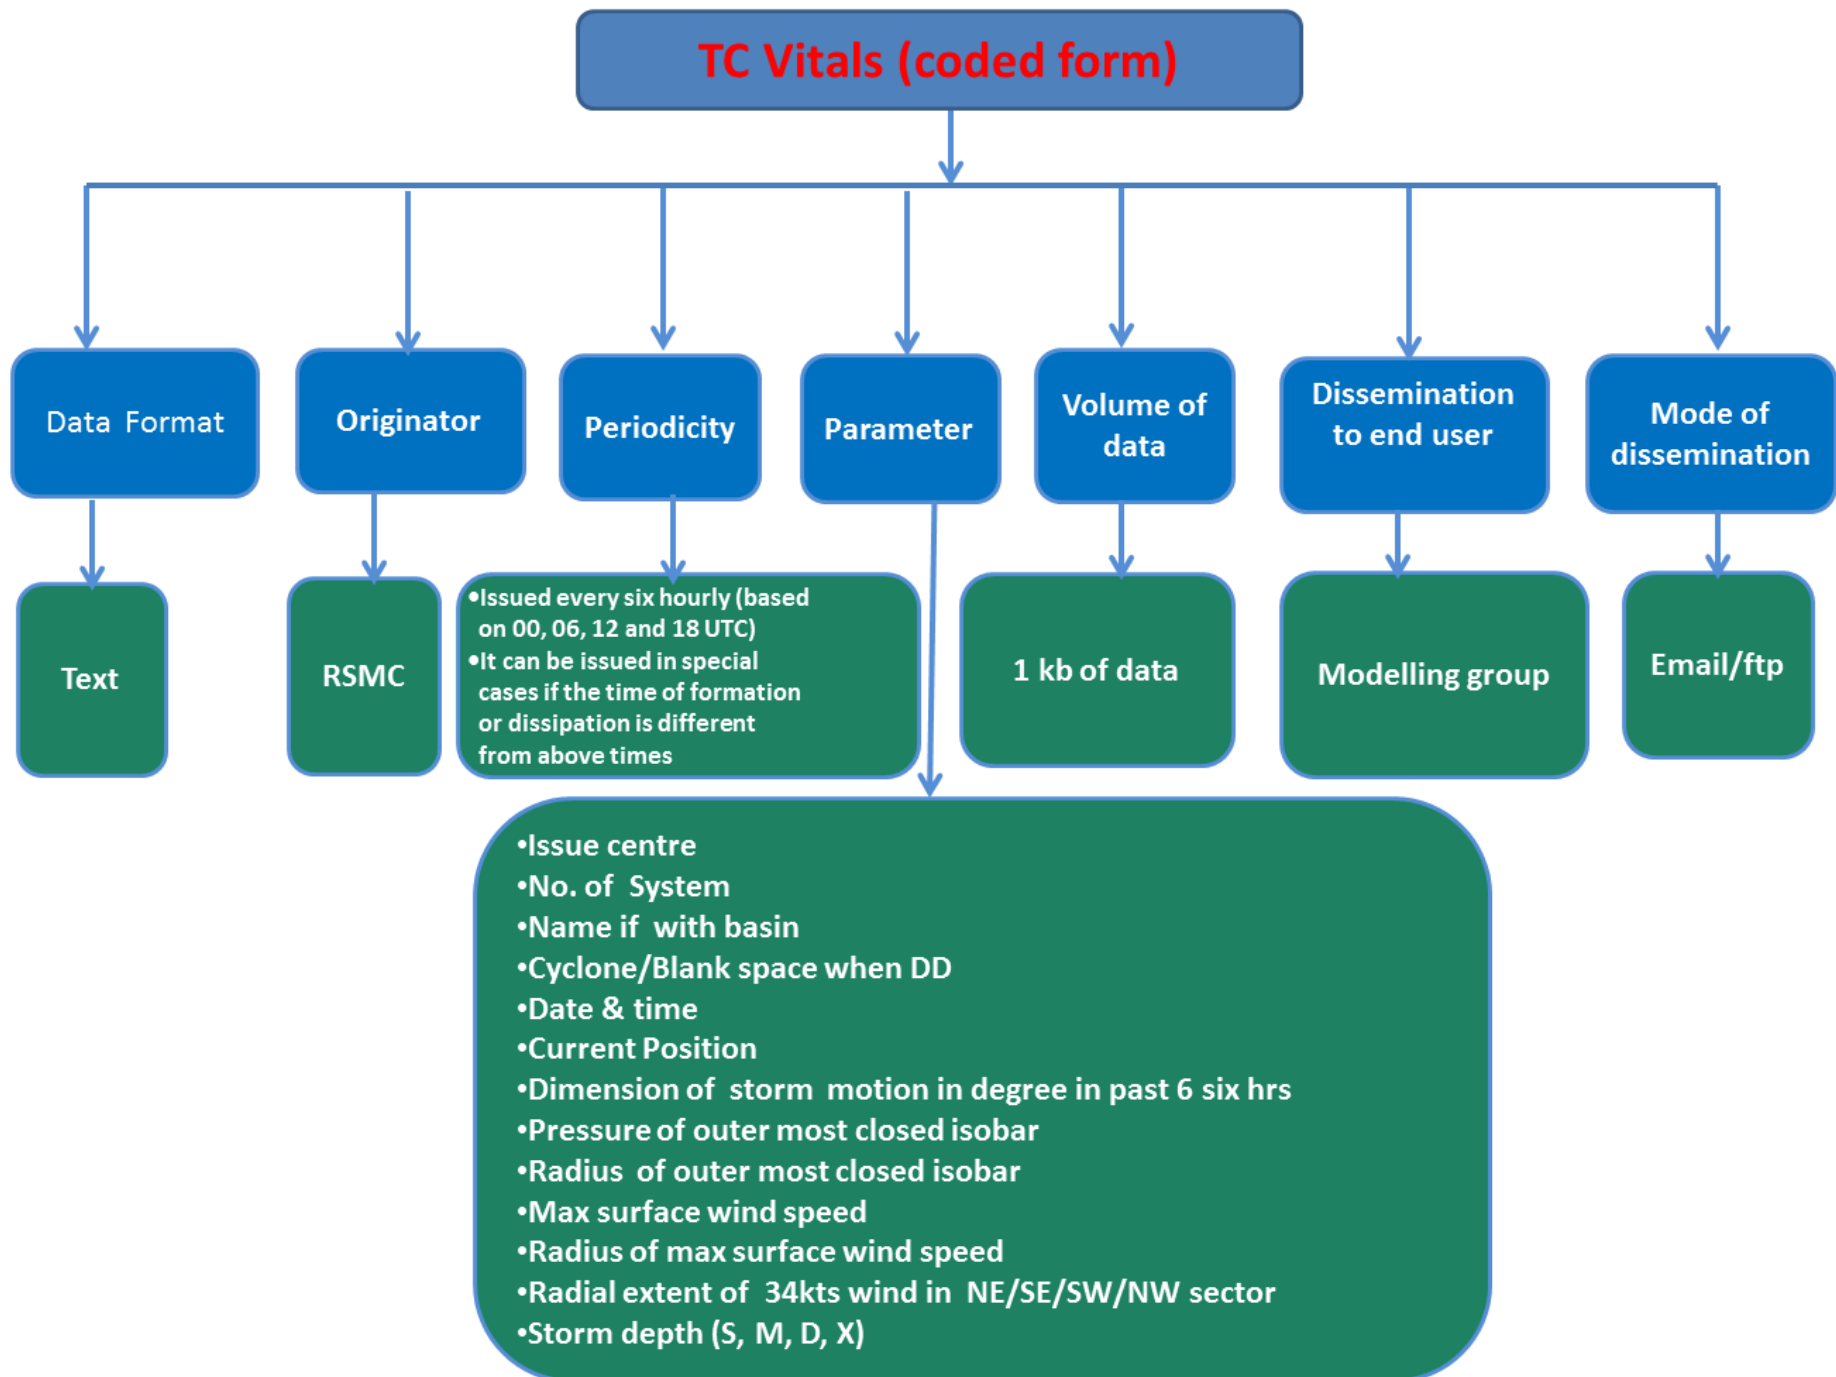 TC Vitals (coded form)
Data Format
Originator
Periodicity
Parameter
Volume of
data
Dissemination
to end user
Mode of
dissemination
Text
RSMC
•Issued every six hourly (based
on 00, 06, 12 and 18 UTC)
•It can be issued in special
cases if the time of formation
or dissipation is different
from above times
1 kb of data
Modelling group
Email/ftp
•Issue centre
•No. of System
•Name if with basin
•Cyclone/Blank space when DD
•Date & time
•Current Position
•Dimension of storm motion in degree in past 6 six hrs
•Pressure of outer most closed isobar
•Radius of outer most closed isobar
•Max surface wind speed
•Radius of max surface wind speed
•Radial extent of 34kts wind in NE/SE/SW/NW sector
•Storm depth (S, M, D, X)